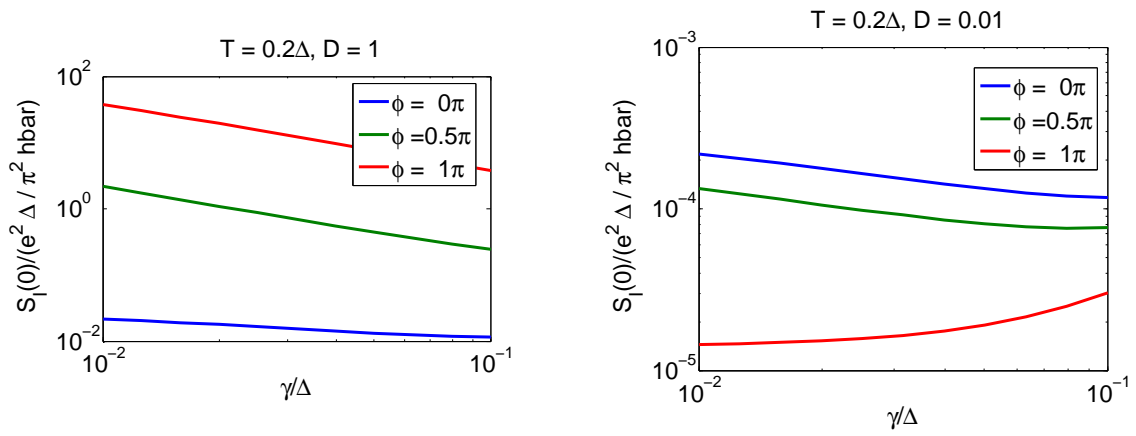 T = 0.2Δ, D = 1
S_I(0)/(e^2 Δ / π^2 hbar)
10^2
10^0
10^-2
φ = 0π
φ =0.5π
φ = 1π
10^-2
10^-1
γ/Δ
T = 0.2Δ, D = 0.01
S_I(0)/(e^2 Δ / π^2 hbar)
10^-3
10^-4
10^-5
φ = 0π
φ =0.5π
φ = 1π
10^-2
10^-1
γ/Δ